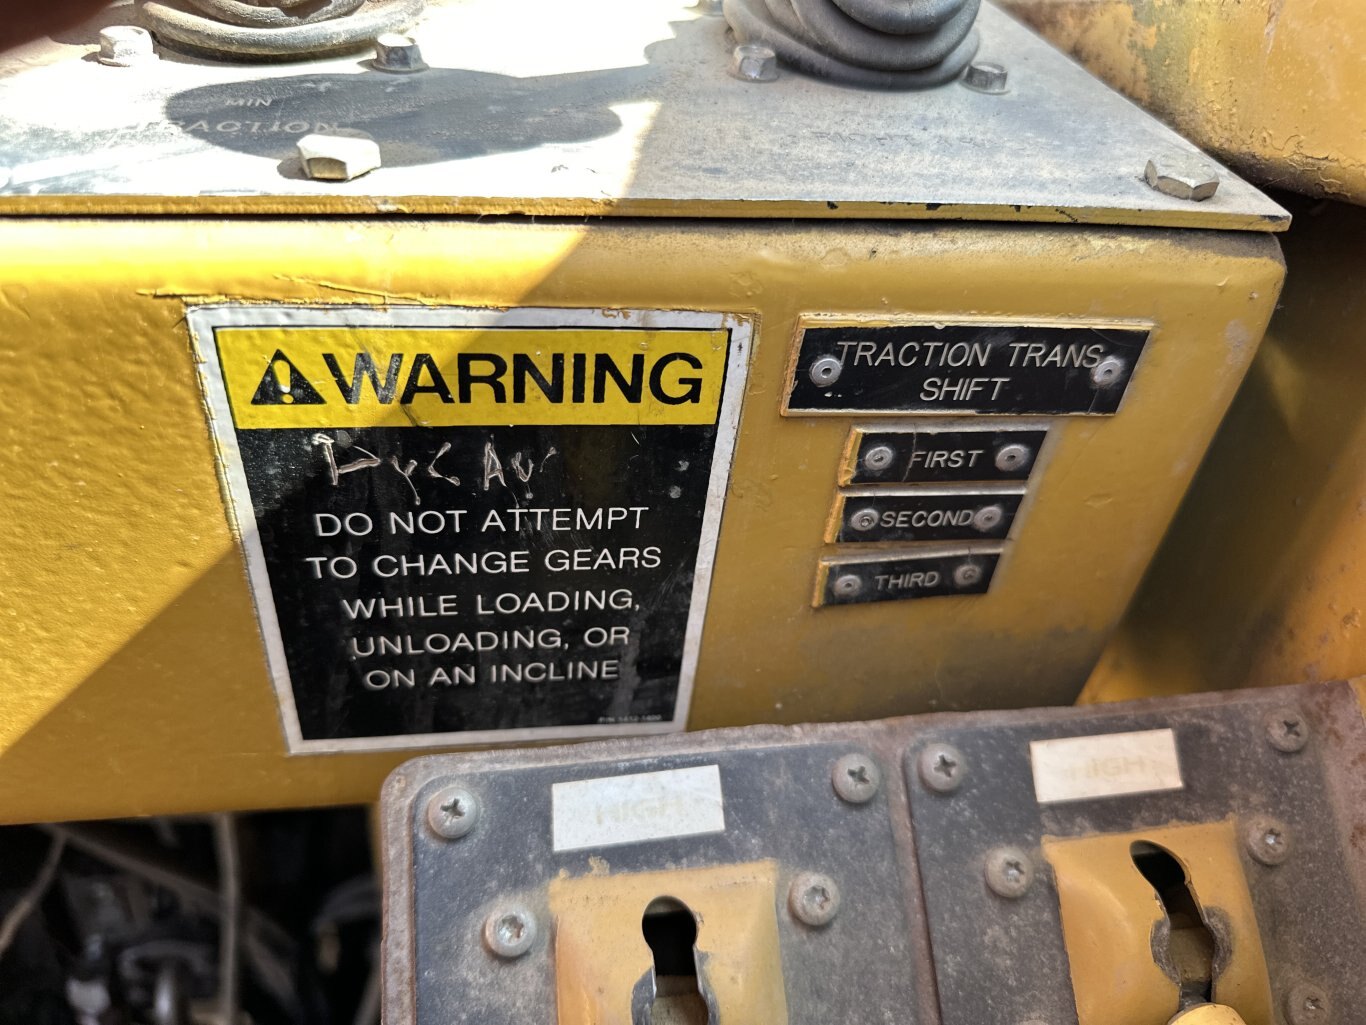 MIN
WARNING
DO NOT ATTEMPT
TO CHANGE GEARS
WHILE LOADING,
UNLOADING, OR
ON AN INCLINE
TRACTION TRANS
SHIFT
FIRST
SECOND
THIRD
HIGH
HIGH